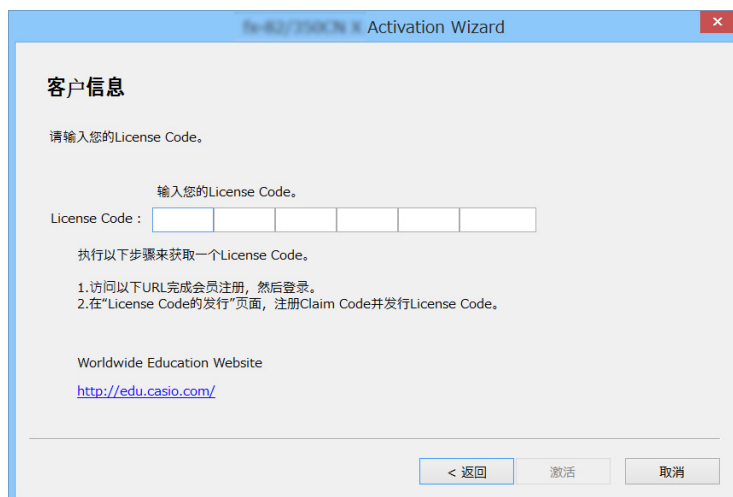 Activation Wizard
客户信息
请输入您的License Code。
输入您的License Code。
License Code :
执行以下步骤来获取一个License Code。
1.访问以下URL完成会员注册，然后登录。
2.在“License Code的发行”页面，注册Claim Code并发行License Code。
Worldwide Education Website
http://edu.casio.com/
< 返回
激活
取消